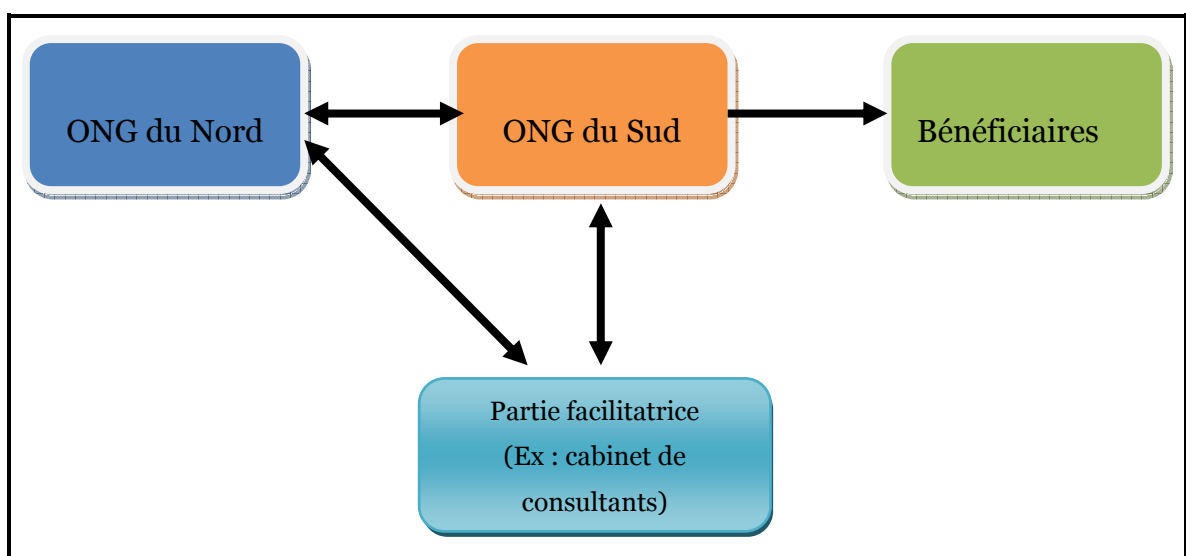 ONG du Nord
ONG du Sud
Bénéficiaires
Partie facilitatrice
(Ex : cabinet de
consultants)